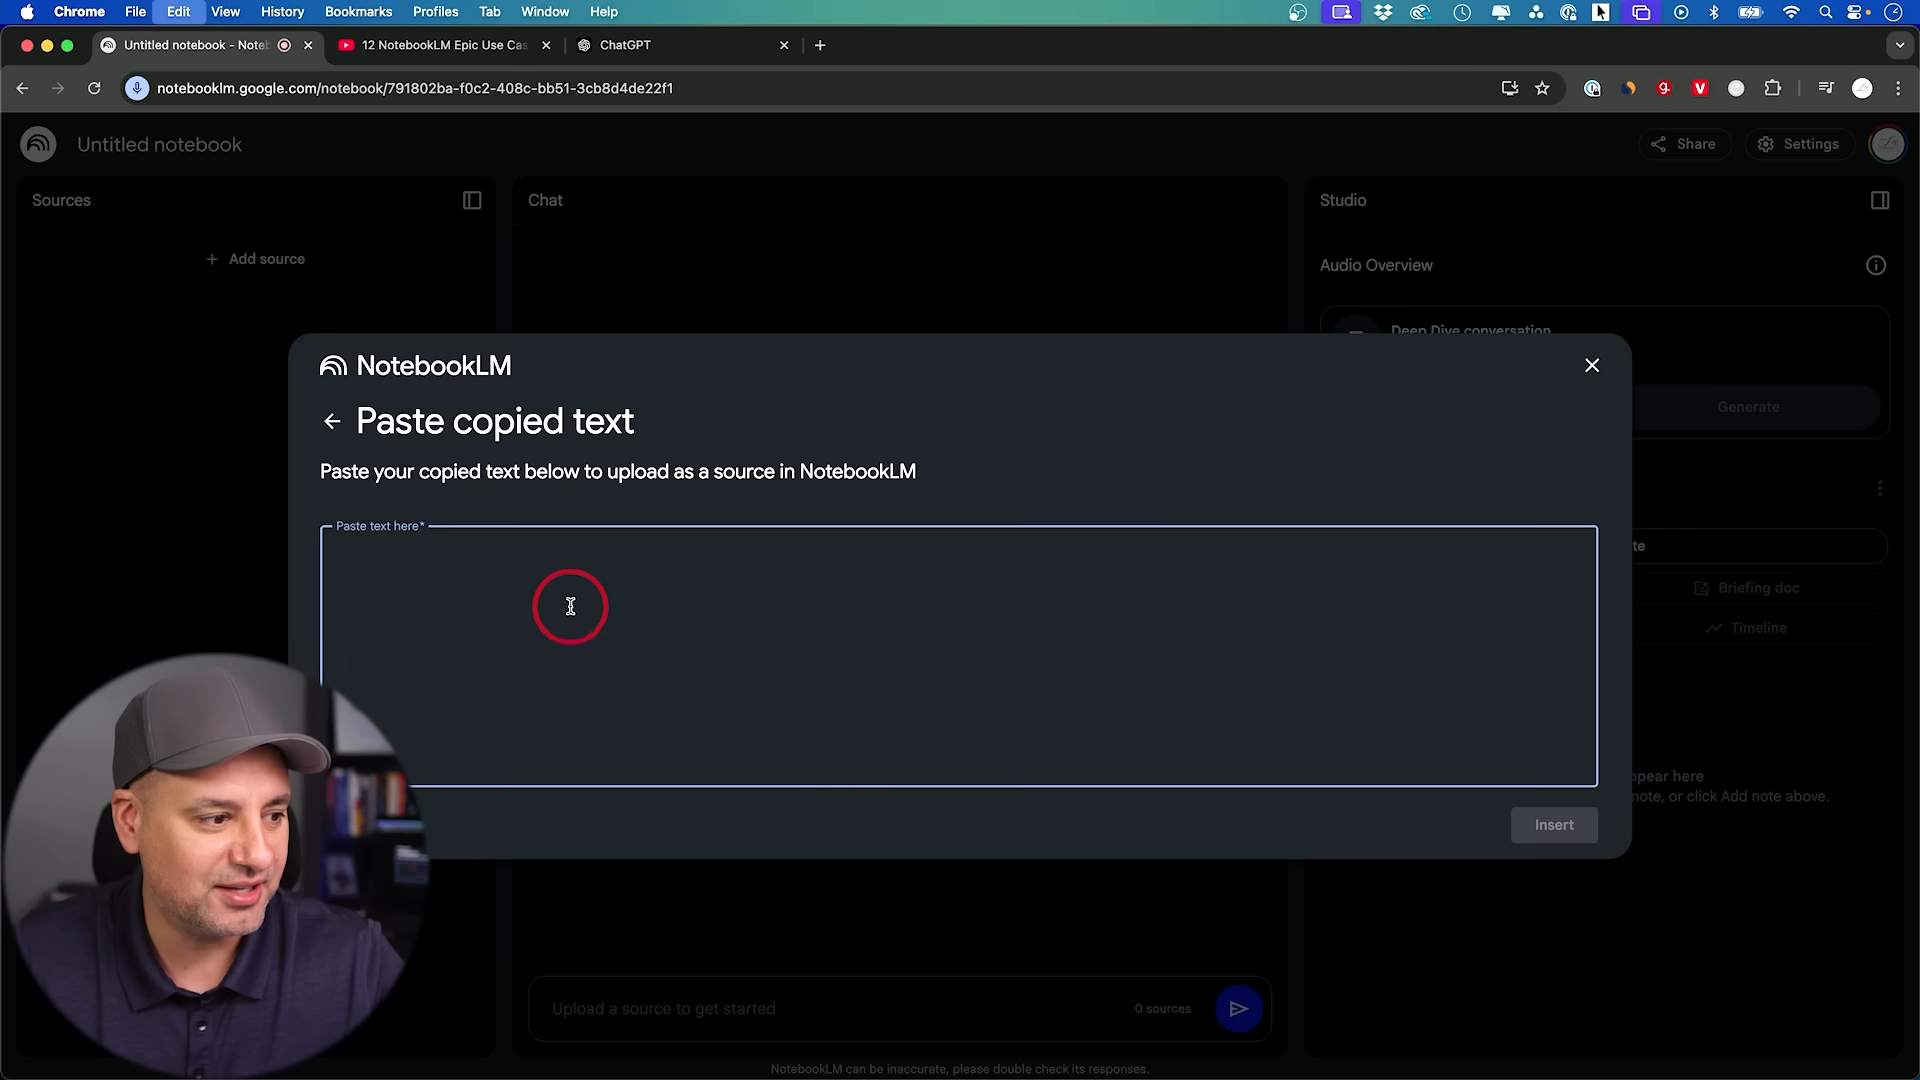 Chrome File Edit View History Bookmarks Profiles Tab Window Help
Untitled notebook - Noteb
12 NotebookLM Epic Use Cas
ChatGPT
notebooklm.google.com/notebook/791802ba-f0c2-408c-bb51-3cb8d4de22f1
Untitled notebook
Share
Settings
Sources
Chat
Studio
+ Add source
Audio Overview
Deep Dive conversation
Generate
NotebookLM
Paste copied text
Paste your copied text below to upload as a source in NotebookLM
Paste text here*
te
Briefing doc
Timeline
ppear here
note, or click Add note above.
Insert
Upload a source to get started
0 sources
NotebookLM can be inaccurate, please double check its responses.